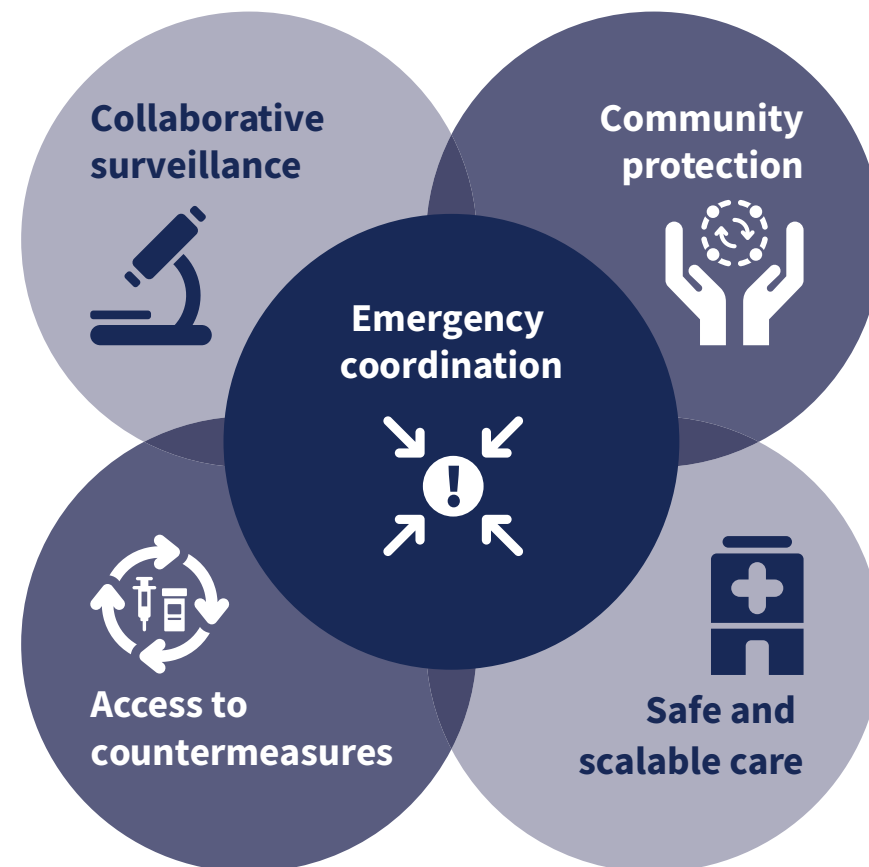 Collaborative
surveillance
Community
protection
Emergency
coordination
!
Access to
countermeasures
Safe and
scalable care